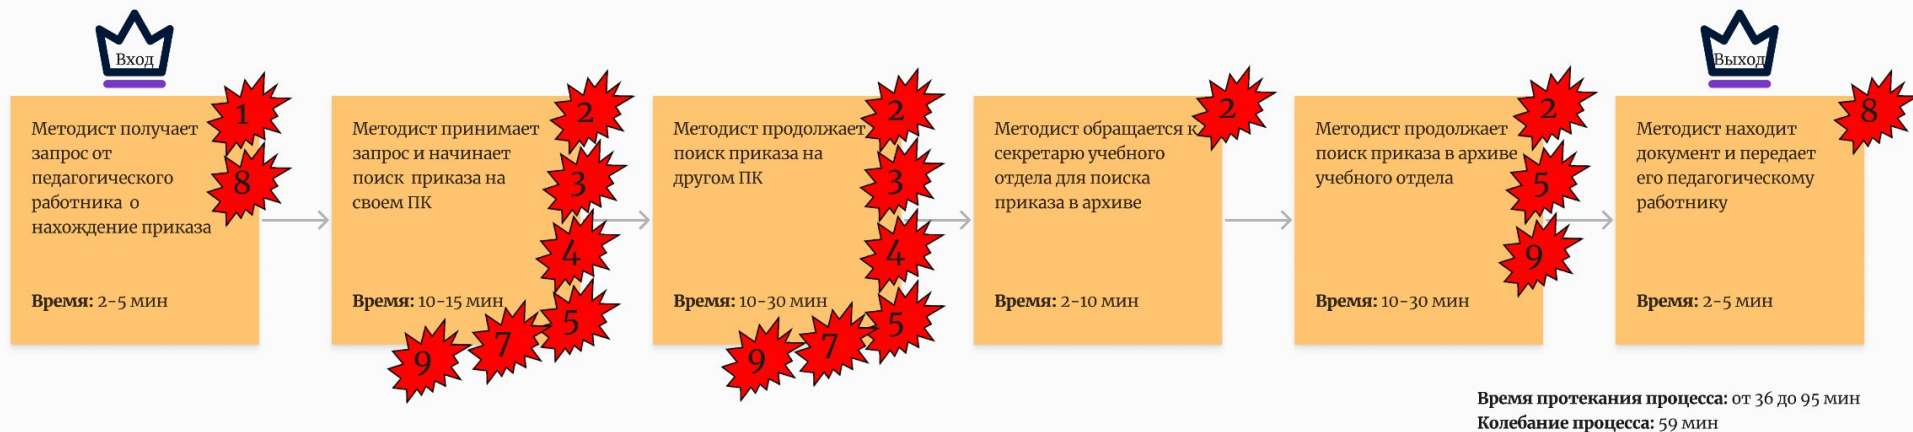 Вход
Методист получает
запрос от
педагогического
работника о
нахождение приказа
Время: 2-5 мин
1
8
Методист принимает
запрос и начинает
поиск приказа на
своем ПК
Время: 10-15 мин
2
3
4
5
7
9
Методист продолжает
поиск приказа на
другом ПК
Время: 10-30 мин
2
3
4
5
7
9
Методист обращается к
секретарю учебного
отдела для поиска
приказа в архиве
Время: 2-10 мин
2
Методист продолжает
поиск приказа в архиве
учебного отдела
Время: 10-30 мин
2
5
9
Выход
Методист находит
документ и передает
его педагогическому
работнику
Время: 2-5 мин
8
Время протекания процесса: от 36 до 95 мин
Колебание процесса: 59 мин